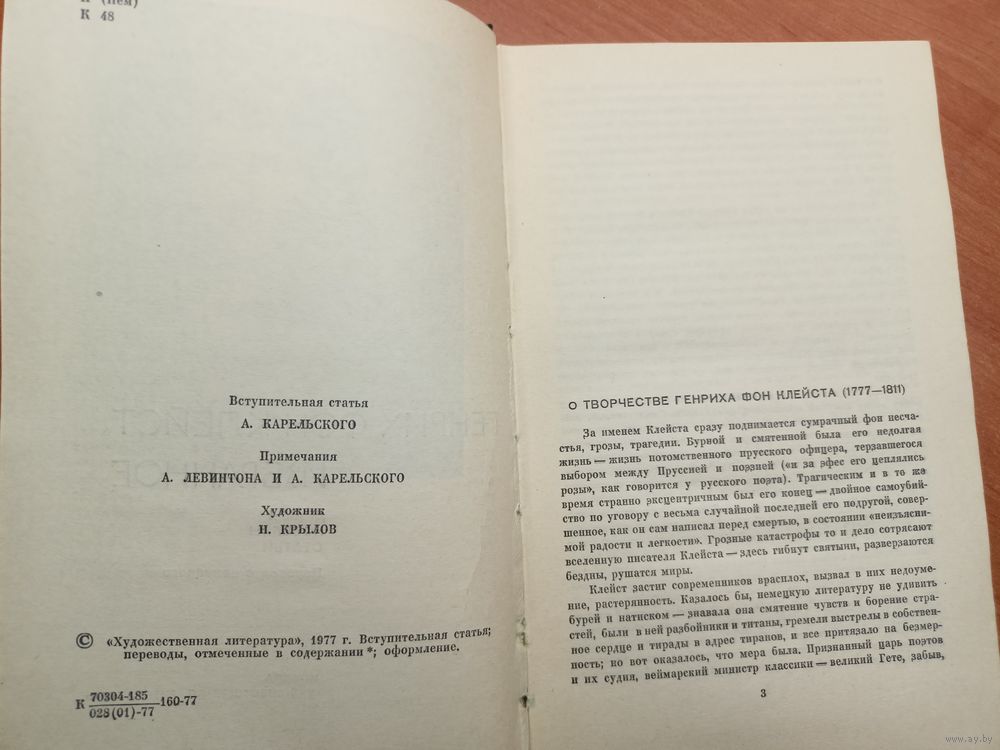 И (Нем)
К 48
Вступительная статья
А. КАРЕЛЬСКОГО
Примечания
А. ЛЕВИНТОНА И А. КАРЕЛЬСКОГО
Художник
Н. КРЫЛОВ
© «Художественная литература», 1977 г. Вступительная статья;
переводы, отмеченные в содержании *; оформление.
К 70304-185
028(01)-77 160-77
О ТВОРЧЕСТВЕ ГЕНРИХА ФОН КЛЕЙСТА (1777—1811)
За именем Клейста сразу поднимается сумрачный фон несча-
стья, грозы, трагедии. Бурной и смятенной была его недолгая
жизнь — жизнь потомственного прусского офицера, терзавшегося
выбором между Пруссией и поэзией («и за эфес его цеплялись
розы», как говорится у русского поэта). Трагическим и в то же
время странно эксцентричным был его конец — двойное самоубий-
ство по уговору с весьма случайной последней его подругой, совер-
шенное, как он сам написал перед смертью, в состоянии «неизъясни-
мой радости и легкости». Грозные катастрофы то и дело сотрясают
вселенную писателя Клейста — здесь гибнут святыни, разверзаются
бездны, рушатся миры.
Клейст застиг современников врасплох, вызвал в них недоуме-
ние, растерянность. Казалось бы, немецкую литературу не удивить
бурей и натиском — знавала она смятение чувств и борение стра-
стей, были в ней разбойники и титаны, гремели выстрелы в собствен-
ное сердце и тирады в адрес тиранов, и все притязало на безмер-
ность; но вот оказалось, что мера была. Признанный царь поэтов
и их судия, веймарский министр классики — великий Гете, забыв,
3
www.ay.by